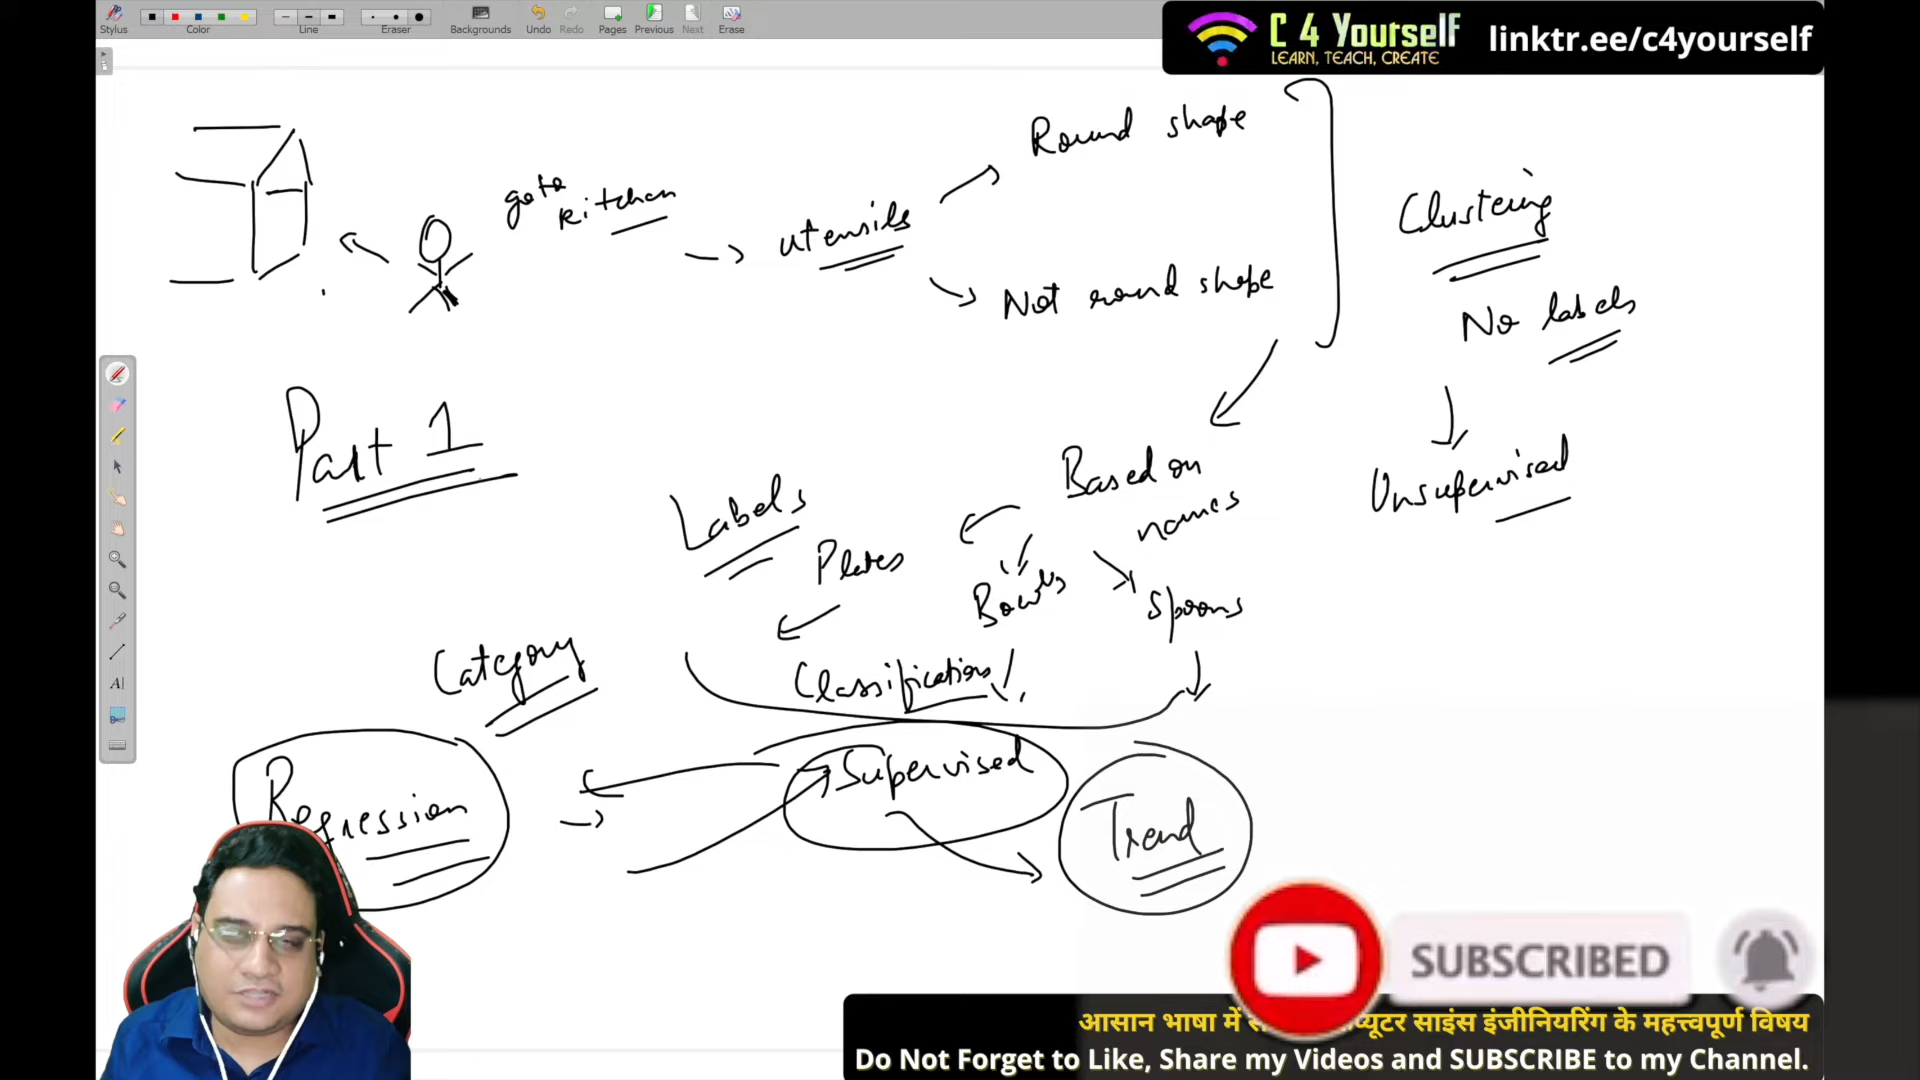 Stylus
Color
Line
Eraser
Backgrounds
Undo
Redo
Pages
Previous
Next
Erase
C 4 Yourself
LEARN, TEACH, CREATE
linktr.ee/c4yourself
Round shape
go to
kitchen
utensils
Clustering
Not round shape
No labels
Part 1
Based on
names
Unsupervised
Labels
Plates
Bowls
Spoons
Category
Classification
Supervised
Regression
Trend
SUBSCRIBED
आसान भाषा में
साइंस इंजीनियरिंग के महत्त्वपूर्ण विषय
Do Not Forget to Like, Share my Videos and SUBSCRIBE to my Channel.